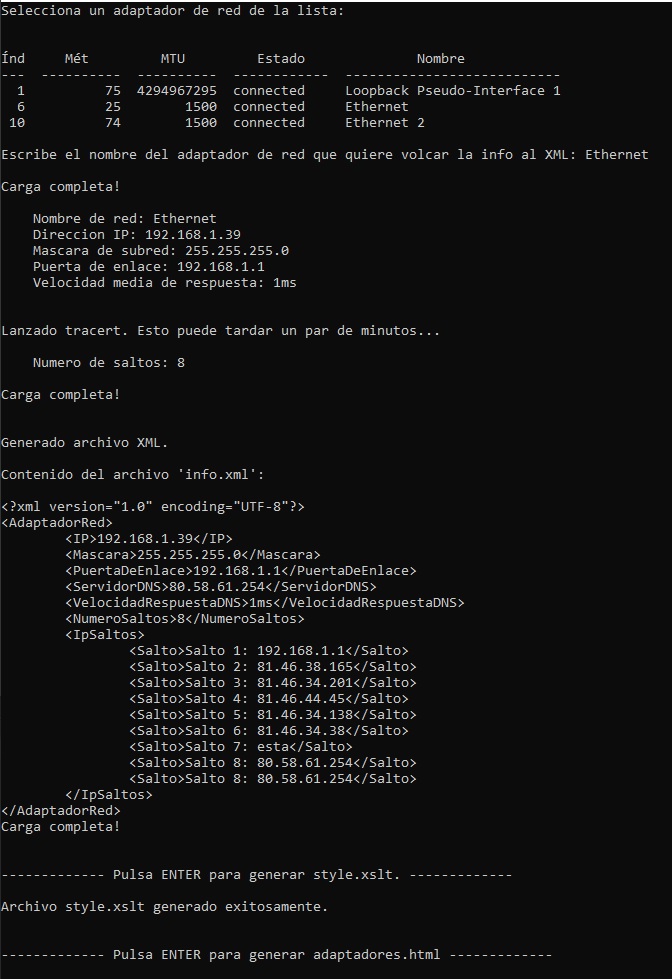 Selecciona un adaptador de red de la lista:
Índ     Mét         MTU         Estado              Nombre
---  ----------  ----------  ------------  ---------------------------
  1          75  4294967295  connected     Loopback Pseudo-Interface 1
  6          25        1500  connected     Ethernet
 10          74        1500  connected     Ethernet 2
Escribe el nombre del adaptador de red que quiere volcar la info al XML: Ethernet
Carga completa!
    Nombre de red: Ethernet
    Direccion IP: 192.168.1.39
    Mascara de subred: 255.255.255.0
    Puerta de enlace: 192.168.1.1
    Velocidad media de respuesta: 1ms
Lanzado tracert. Esto puede tardar un par de minutos...
    Numero de saltos: 8
Carga completa!
Generado archivo XML.
Contenido del archivo 'info.xml':
<?xml version="1.0" encoding="UTF-8"?>
<AdaptadorRed>
        <IP>192.168.1.39</IP>
        <Mascara>255.255.255.0</Mascara>
        <PuertaDeEnlace>192.168.1.1</PuertaDeEnlace>
        <ServidorDNS>80.58.61.254</ServidorDNS>
        <VelocidadRespuestaDNS>1ms</VelocidadRespuestaDNS>
        <NumeroSaltos>8</NumeroSaltos>
        <IpSaltos>
                <Salto>Salto 1: 192.168.1.1</Salto>
                <Salto>Salto 2: 81.46.38.165</Salto>
                <Salto>Salto 3: 81.46.34.201</Salto>
                <Salto>Salto 4: 81.46.44.45</Salto>
                <Salto>Salto 5: 81.46.34.138</Salto>
                <Salto>Salto 6: 81.46.34.38</Salto>
                <Salto>Salto 7: esta</Salto>
                <Salto>Salto 8: 80.58.61.254</Salto>
                <Salto>Salto 8: 80.58.61.254</Salto>
        </IpSaltos>
</AdaptadorRed>
Carga completa!
------------- Pulsa ENTER para generar style.xslt. -------------
Archivo style.xslt generado exitosamente.
------------- Pulsa ENTER para generar adaptadores.html -------------